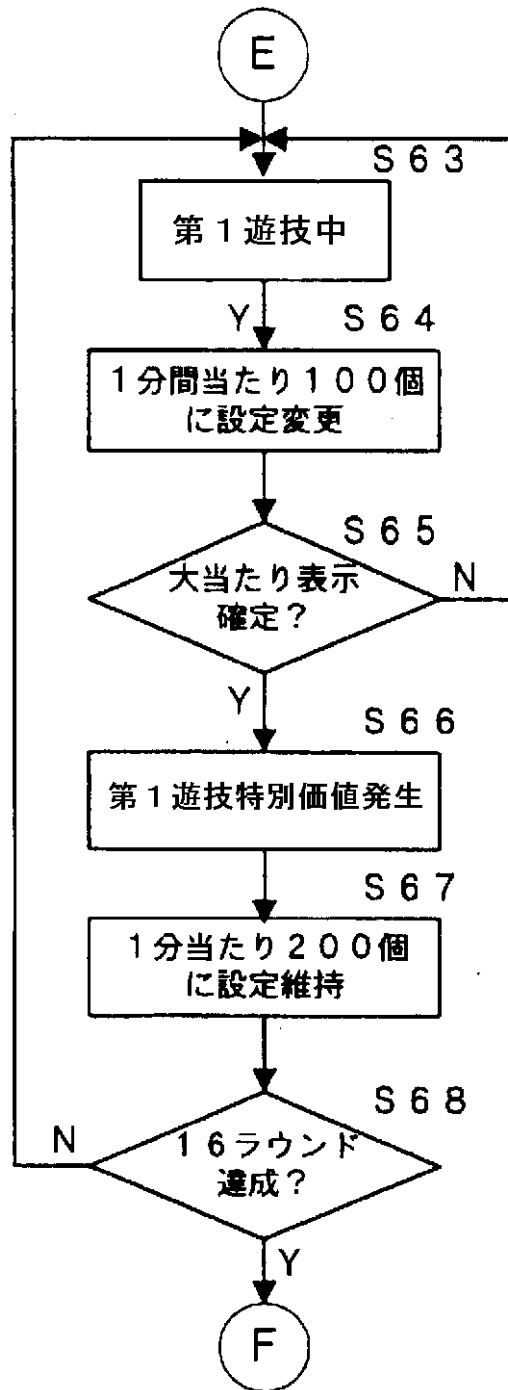 E
S63
第1遊技中
Y
S64
1分間当たり100個
に設定変更
S65
大当たり表示
確定?
N
Y
S66
第1遊技特別価値発生
S67
1分当たり200個
に設定維持
S68
16ラウンド
達成?
N
Y
F